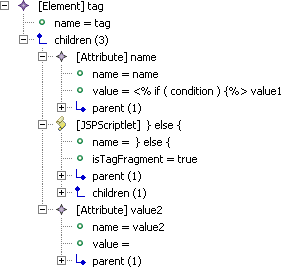 [Element] tag
name = tag
children (3)
[Attribute] name
name = name
value = <% if ( condition ) {%> value1
parent (1)
[JSPScriptlet]  } else {
name =  } else {
isTagFragment = true
parent (1)
children (1)
[Attribute] value2
name = value2
value =
parent (1)